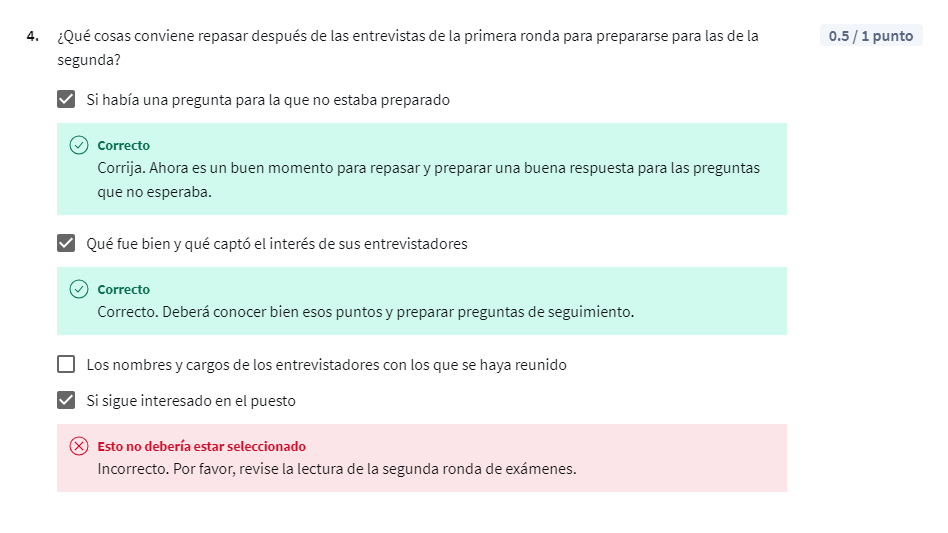 4. ¿Qué cosas conviene repasar después de las entrevistas de la primera ronda para prepararse para las de la
segunda?
0.5 / 1 punto
Si había una pregunta para la que no estaba preparado
Correcto
Corrija. Ahora es un buen momento para repasar y preparar una buena respuesta para las preguntas
que no esperaba.
Qué fue bien y qué captó el interés de sus entrevistadores
Correcto
Correcto. Deberá conocer bien esos puntos y preparar preguntas de seguimiento.
Los nombres y cargos de los entrevistadores con los que se haya reunido
Si sigue interesado en el puesto
Esto no debería estar seleccionado
Incorrecto. Por favor, revise la lectura de la segunda ronda de exámenes.